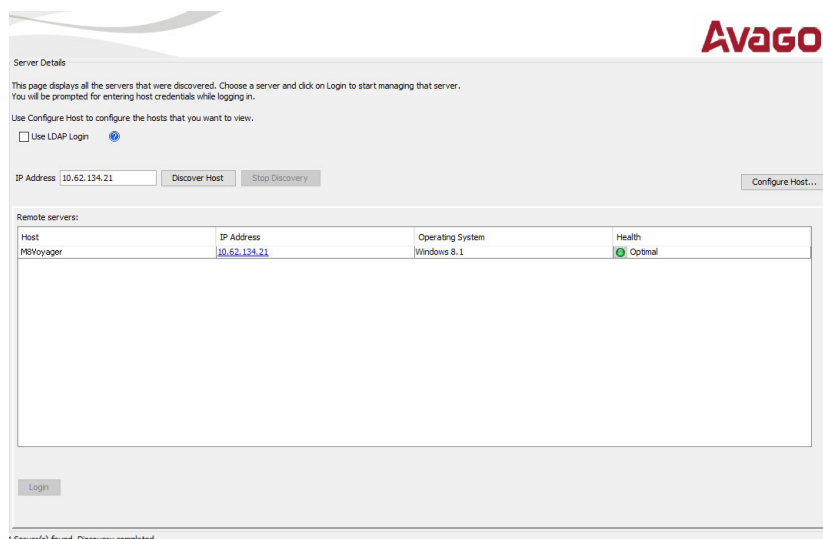 Avago
Server Details
This page displays all the servers that were discovered. Choose a server and click on Login to start managing that server.
You will be prompted for entering host credentials while logging in.
Use Configure Host to configure the hosts that you want to view.
Use LDAP Login
IP Address 10.62.134.21 Discover Host Stop Discovery Configure Host...
Remote servers:
Host IP Address Operating System Health
M8Voyager 10.62.134.21 Windows 8.1 Optimal
Login
Server(s) found. Discovery completed